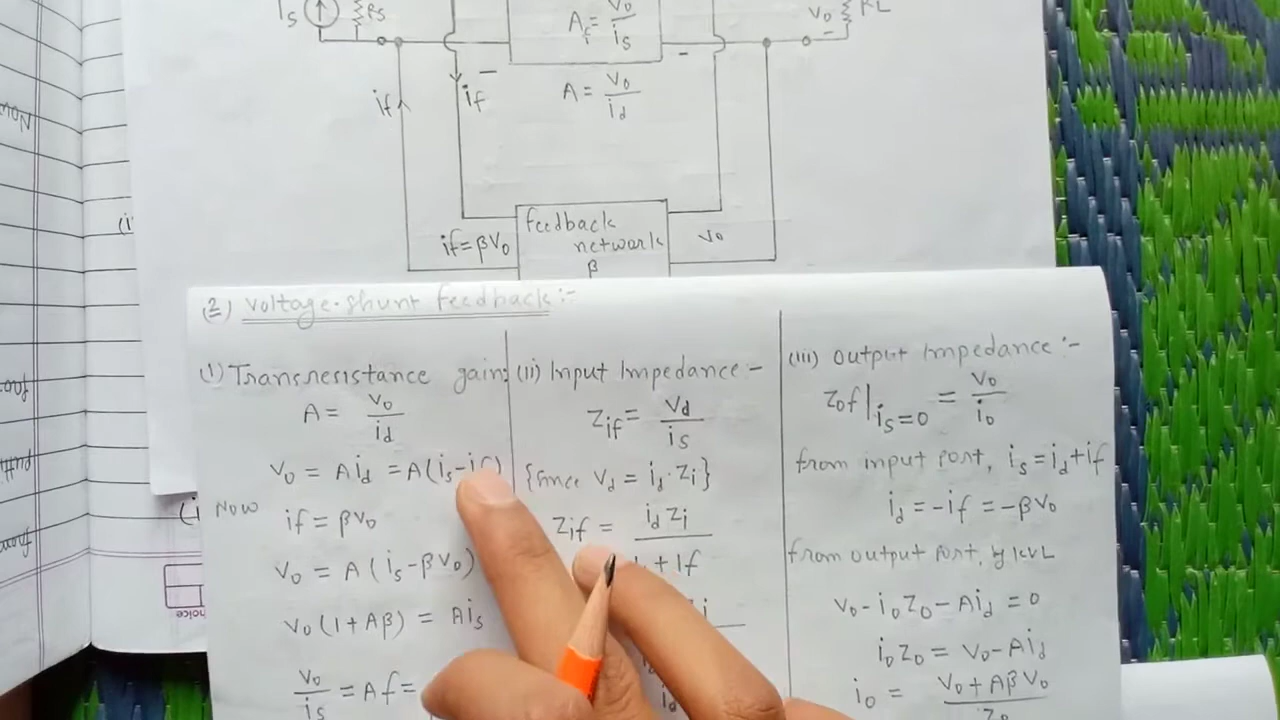 Is
Rs
Af = Vo/is
A = Vo/id
Vo
RL
-
-
-
if
if
if = βVo
feedback
network
β
Vo
(2) Voltage-shunt feedback:-
(i) Transresistance gain:
A = Vo/id
Vo = Aid = A(is-if)
Now if = βVo
Vo = A(is-βVo)
Vo(1+Aβ) = Ais
Vo/is = Af =
(ii) Input Impedance:-
Zif = Vd/is
{Since Vd = id.Zi}
Zif = id Zi
+ If
(iii) Output Impedance:-
Zof|is=0 = Vo/io
from input port, is = id+if
id = -if = -βVo
from output port, by KVL
Vo-ioZo-Aid = 0
ioZo = Vo-Aid
io = Vo+AβVo/Zo